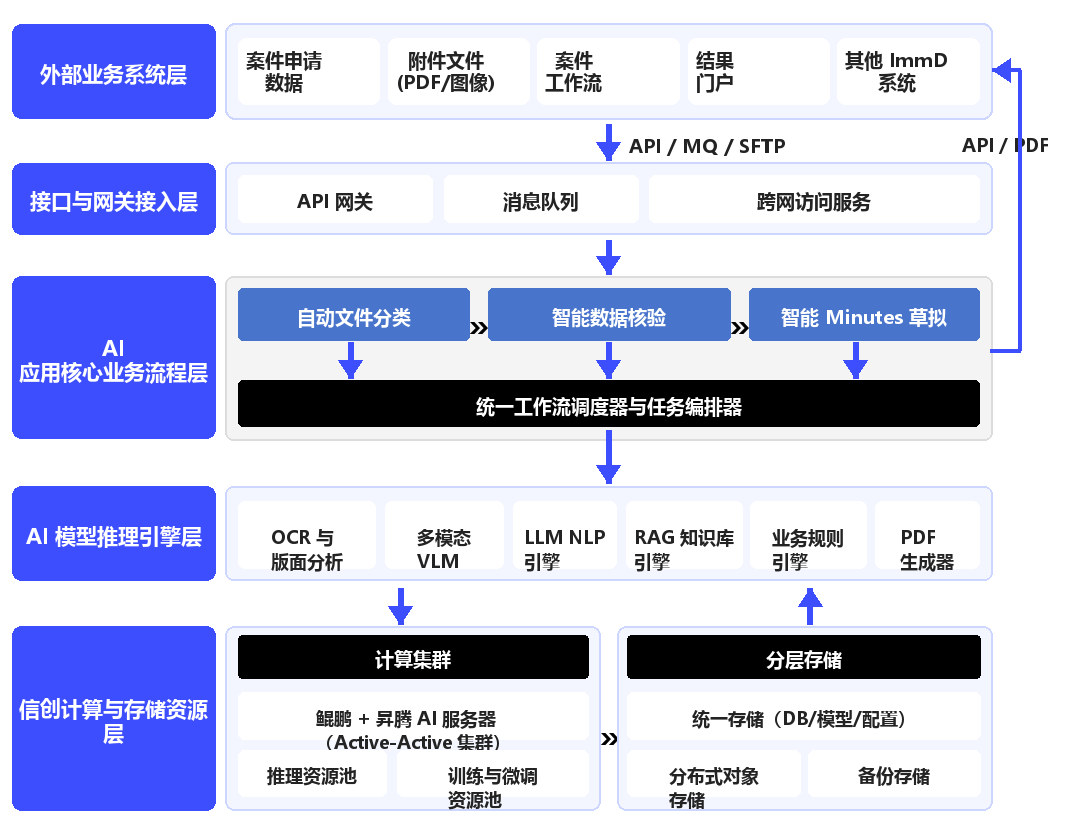 外部业务系统层
案件申请
数据
附件文件
(PDF/图像)
案件
工作流
结果
门户
其他 ImmD
系统
API / MQ / SFTP
API / PDF
接口与网关接入层
API 网关
消息队列
跨网访问服务
AI
应用核心业务流程层
自动文件分类
»
智能数据核验
»
智能 Minutes 草拟
统一工作流调度器与任务编排器
AI 模型推理引擎层
OCR 与
版面分析
多模态
VLM
LLM NLP
引擎
RAG 知识库
引擎
业务规则
引擎
PDF
生成器
信创计算与存储资源
层
计算集群
鲲鹏 + 昇腾 AI 服务器
（Active-Active 集群）
推理资源池
训练与微调
资源池
»
分层存储
统一存储（DB/模型/配置）
分布式对象
存储
备份存储